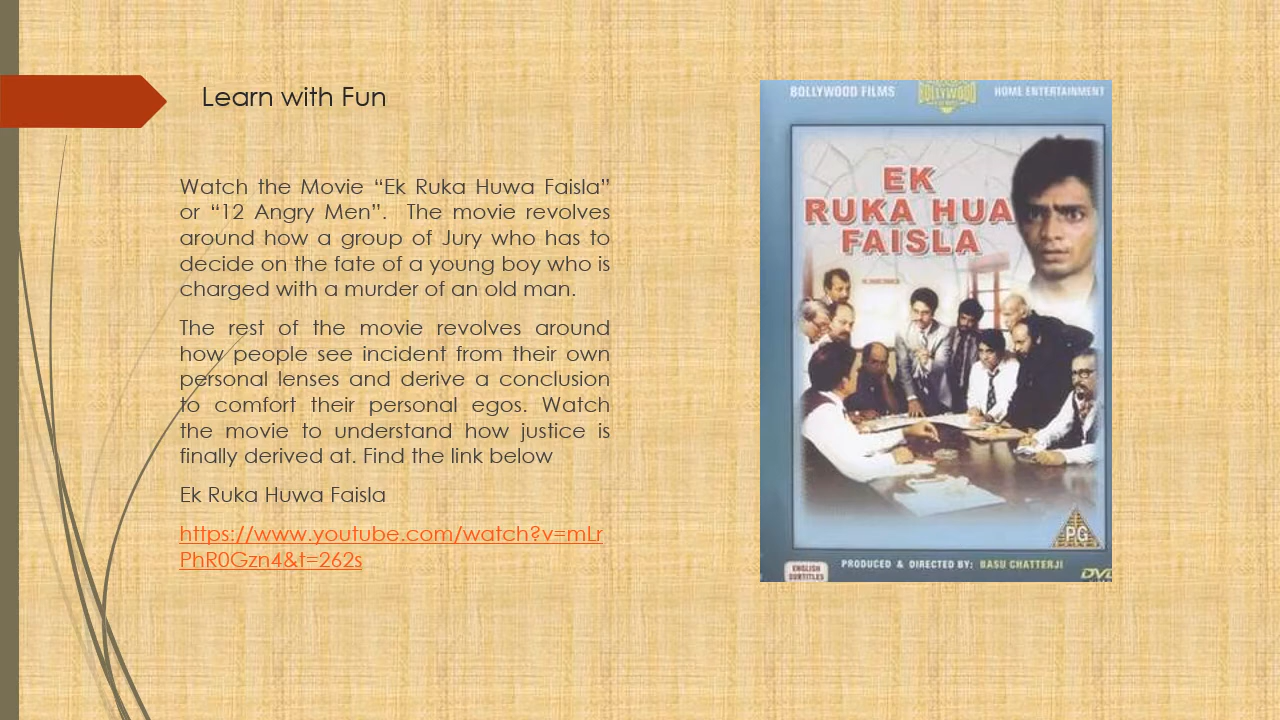 Learn with Fun
Watch the Movie “Ek Ruka Huwa Faisla”
or “12 Angry Men”. The movie revolves
around how a group of Jury who has to
decide on the fate of a young boy who is
charged with a murder of an old man.
The rest of the movie revolves around
how people see incident from their own
personal lenses and derive a conclusion
to comfort their personal egos. Watch
the movie to understand how justice is
finally derived at. Find the link below
Ek Ruka Huwa Faisla
https://www.youtube.com/watch?v=mLr
PhR0Gzn4&t=262s
BOLLYWOOD FILMS
BOLLYWOOD
HOME ENTERTAINMENT
EK
RUKA HUA
FAISLA
PG
ENGLISH
SUBTITLES
PRODUCED & DIRECTED BY: BASU CHATTERJI
DVD